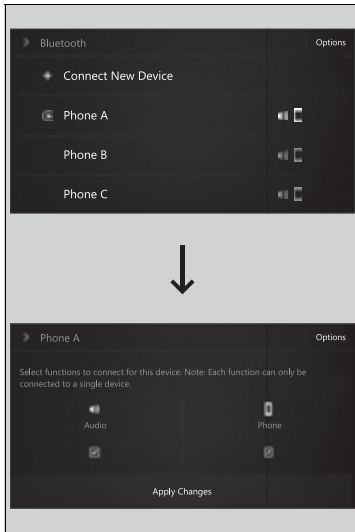 Bluetooth
Options
Connect New Device
Phone A
Phone B
Phone C
Phone A
Options
Select functions to connect for this device. Note: Each function can only be
connected to a single device.
Audio
Phone
Apply Changes